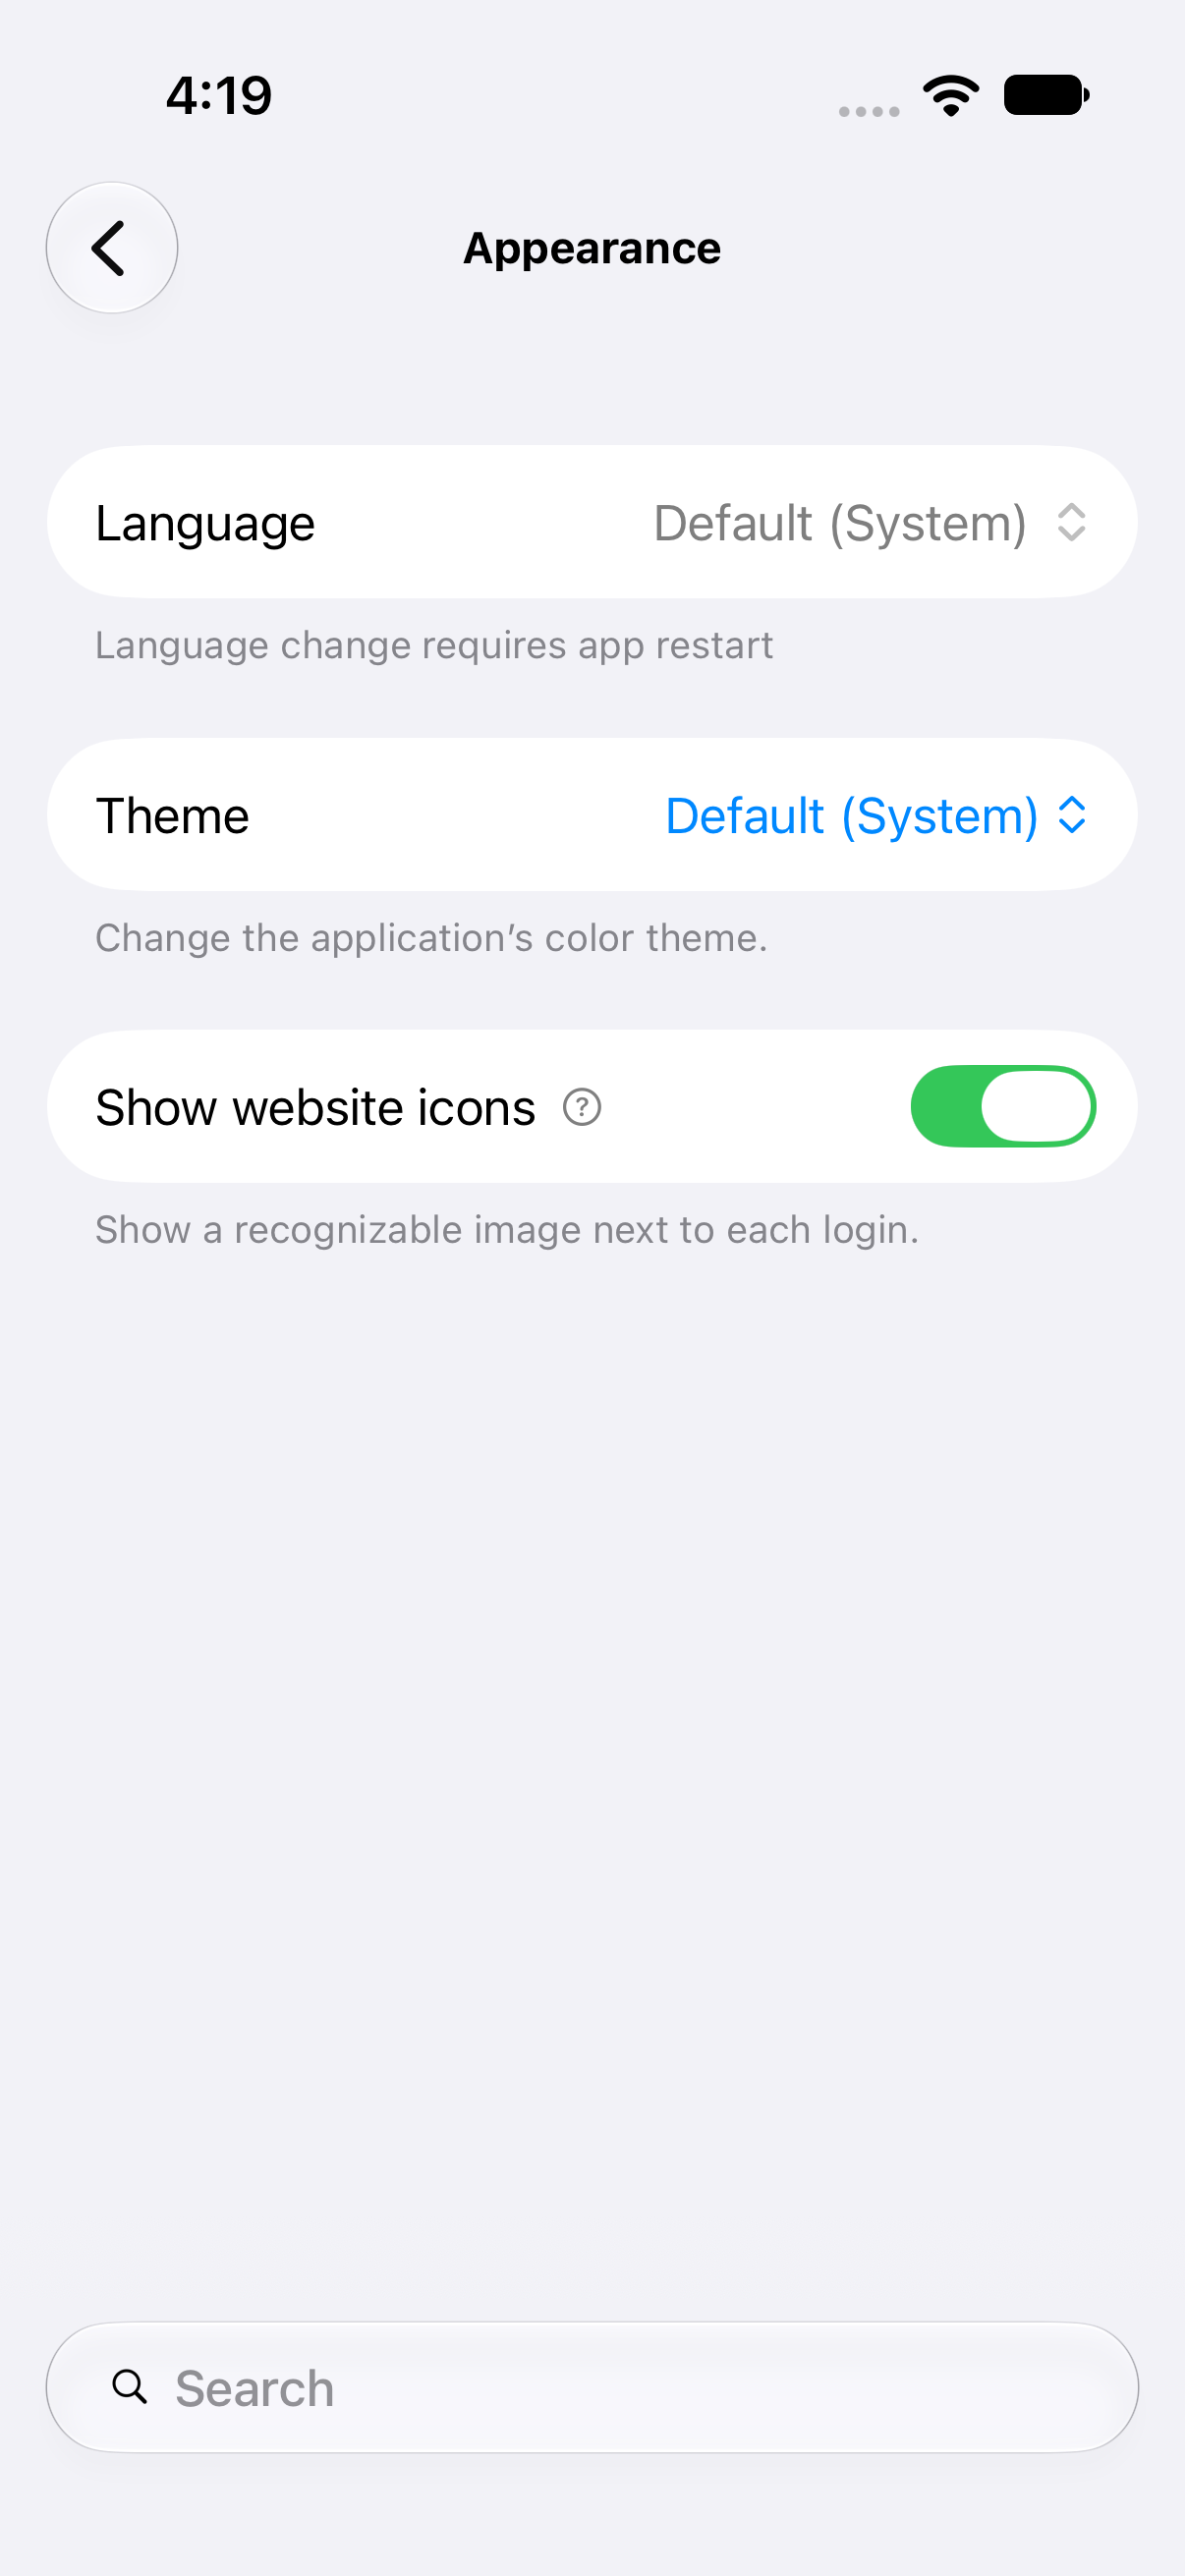 4:19
Appearance
Language Default (System)
Language change requires app restart
Theme Default (System)
Change the application’s color theme.
Show website icons ?
Show a recognizable image next to each login.
Search